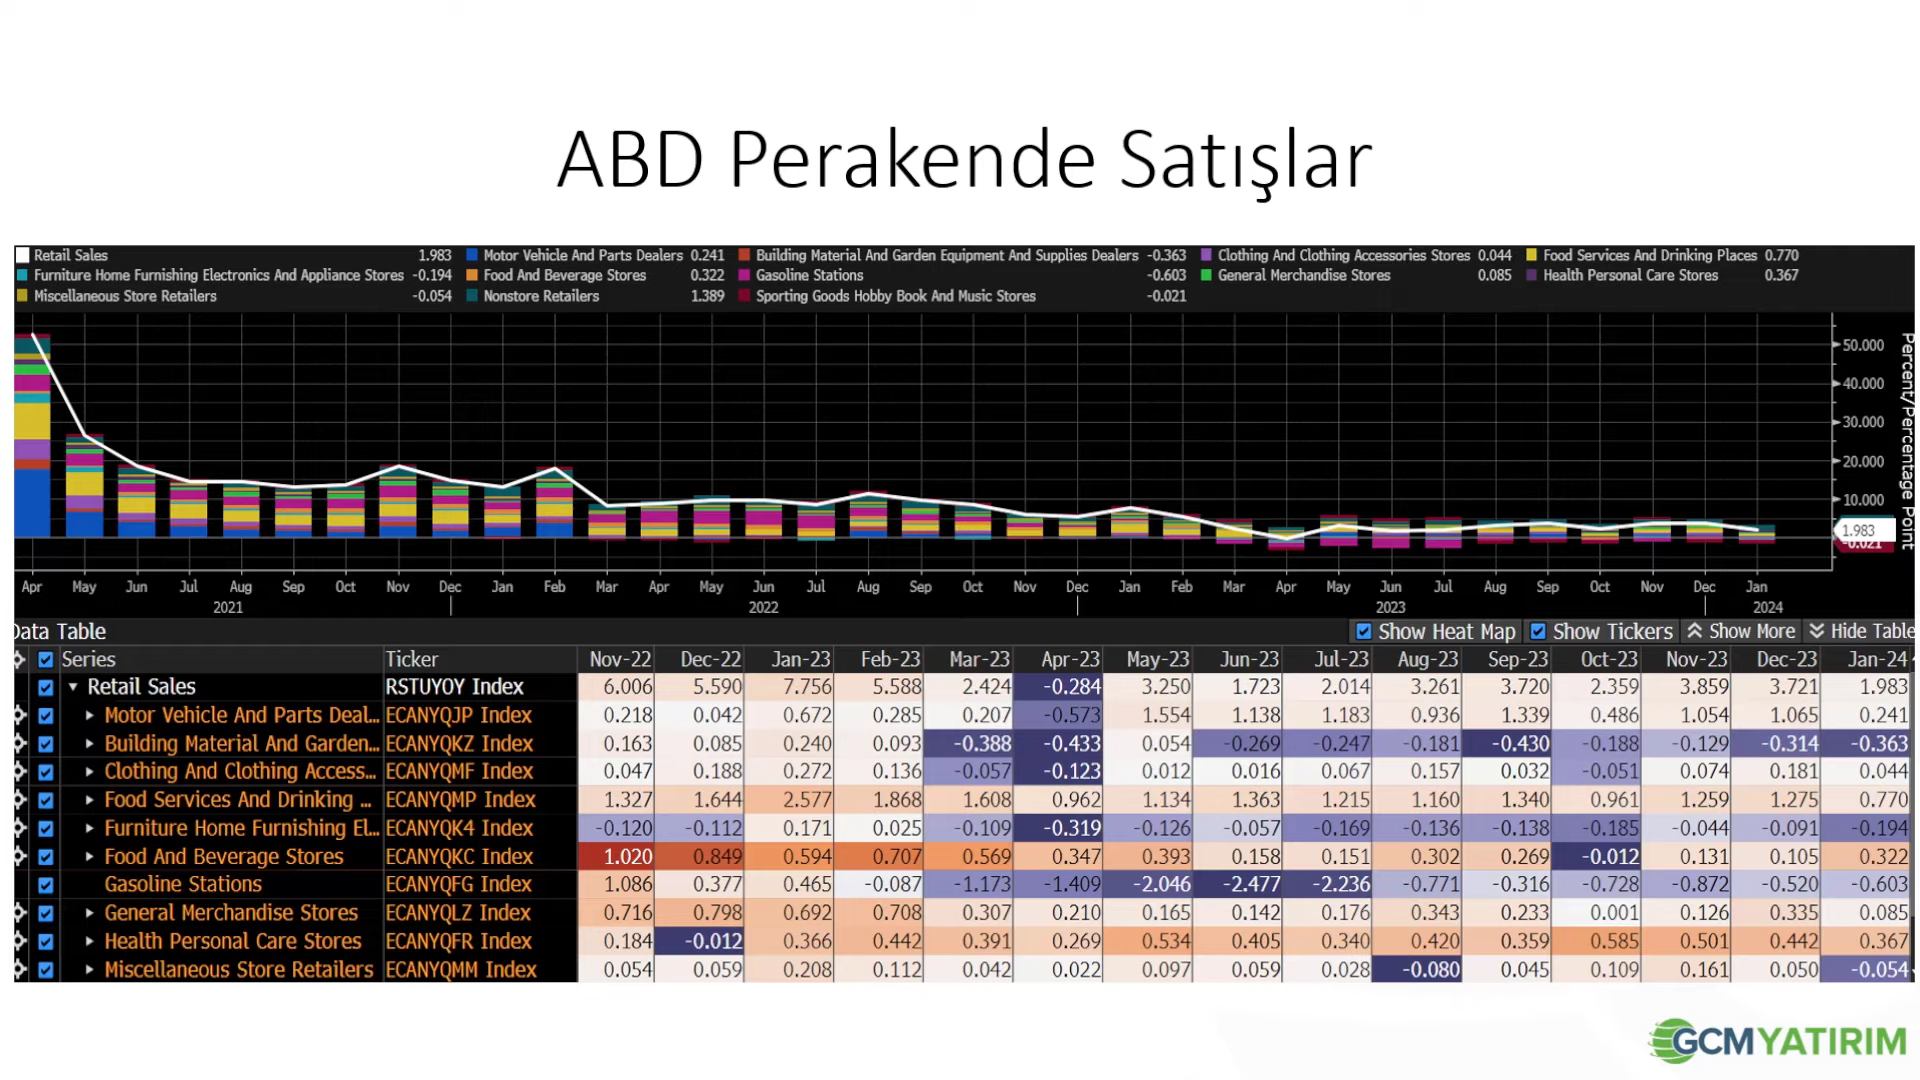 ABD Perakende Satışlar
Retail Sales 1.983 Motor Vehicle And Parts Dealers 0.241 Building Material And Garden Equipment And Supplies Dealers -0.363 Clothing And Clothing Accessories Stores 0.044 Food Services And Drinking Places 0.770
Furniture Home Furnishing Electronics And Appliance Stores -0.194 Food And Beverage Stores 0.322 Gasoline Stations -0.603 General Merchandise Stores 0.085 Health Personal Care Stores 0.367
Miscellaneous Store Retailers -0.054 Nonstore Retailers 1.389 Sporting Goods Hobby Book And Music Stores -0.021
50.000
40.000
30.000
20.000
10.000
1.983
-0.021
Percent/Percentage Point
Apr May Jun Jul Aug Sep Oct Nov Dec Jan Feb Mar Apr May Jun Jul Aug Sep Oct Nov Dec Jan Feb Mar Apr May Jun Jul Aug Sep Oct Nov Dec Jan
2021 2022 2023 2024
Data Table Show Heat Map Show Tickers Show More Hide Table
Series Ticker Nov-22 Dec-22 Jan-23 Feb-23 Mar-23 Apr-23 May-23 Jun-23 Jul-23 Aug-23 Sep-23 Oct-23 Nov-23 Dec-23 Jan-24
Retail Sales RSTUYOY Index 6.006 5.590 7.756 5.588 2.424 -0.284 3.250 1.723 2.014 3.261 3.720 2.359 3.859 3.721 1.983
Motor Vehicle And Parts Deal... ECANYQJP Index 0.218 0.042 0.672 0.285 0.207 -0.573 1.554 1.138 1.183 0.936 1.339 0.486 1.054 1.065 0.241
Building Material And Garden... ECANYQKZ Index 0.163 0.085 0.240 0.093 -0.388 -0.433 0.054 -0.269 -0.247 -0.181 -0.430 -0.188 -0.129 -0.314 -0.363
Clothing And Clothing Access... ECANYQMF Index 0.047 0.188 0.272 0.136 -0.057 -0.123 0.012 0.016 0.067 0.157 0.032 -0.051 0.074 0.181 0.044
Food Services And Drinking ... ECANYQMP Index 1.327 1.644 2.577 1.868 1.608 0.962 1.134 1.363 1.215 1.160 1.340 0.961 1.259 1.275 0.770
Furniture Home Furnishing El... ECANYQK4 Index -0.120 -0.112 0.171 0.025 -0.109 -0.319 -0.126 -0.057 -0.169 -0.136 -0.138 -0.185 -0.044 -0.091 -0.194
Food And Beverage Stores ECANYQKC Index 1.020 0.849 0.594 0.707 0.569 0.347 0.393 0.158 0.151 0.302 0.269 -0.012 0.131 0.105 0.322
Gasoline Stations ECANYQFG Index 1.086 0.377 0.465 -0.087 -1.173 -1.409 -2.046 -2.477 -2.236 -0.771 -0.316 -0.728 -0.872 -0.520 -0.603
General Merchandise Stores ECANYQLZ Index 0.716 0.798 0.692 0.708 0.307 0.210 0.165 0.142 0.176 0.343 0.233 0.001 0.126 0.335 0.085
Health Personal Care Stores ECANYQFR Index 0.184 -0.012 0.366 0.442 0.391 0.269 0.534 0.405 0.340 0.420 0.359 0.585 0.501 0.442 0.367
Miscellaneous Store Retailers ECANYQMM Index 0.054 0.059 0.208 0.112 0.042 0.022 0.097 0.059 0.028 -0.080 0.045 0.109 0.161 0.050 -0.054
GCM YATIRIM